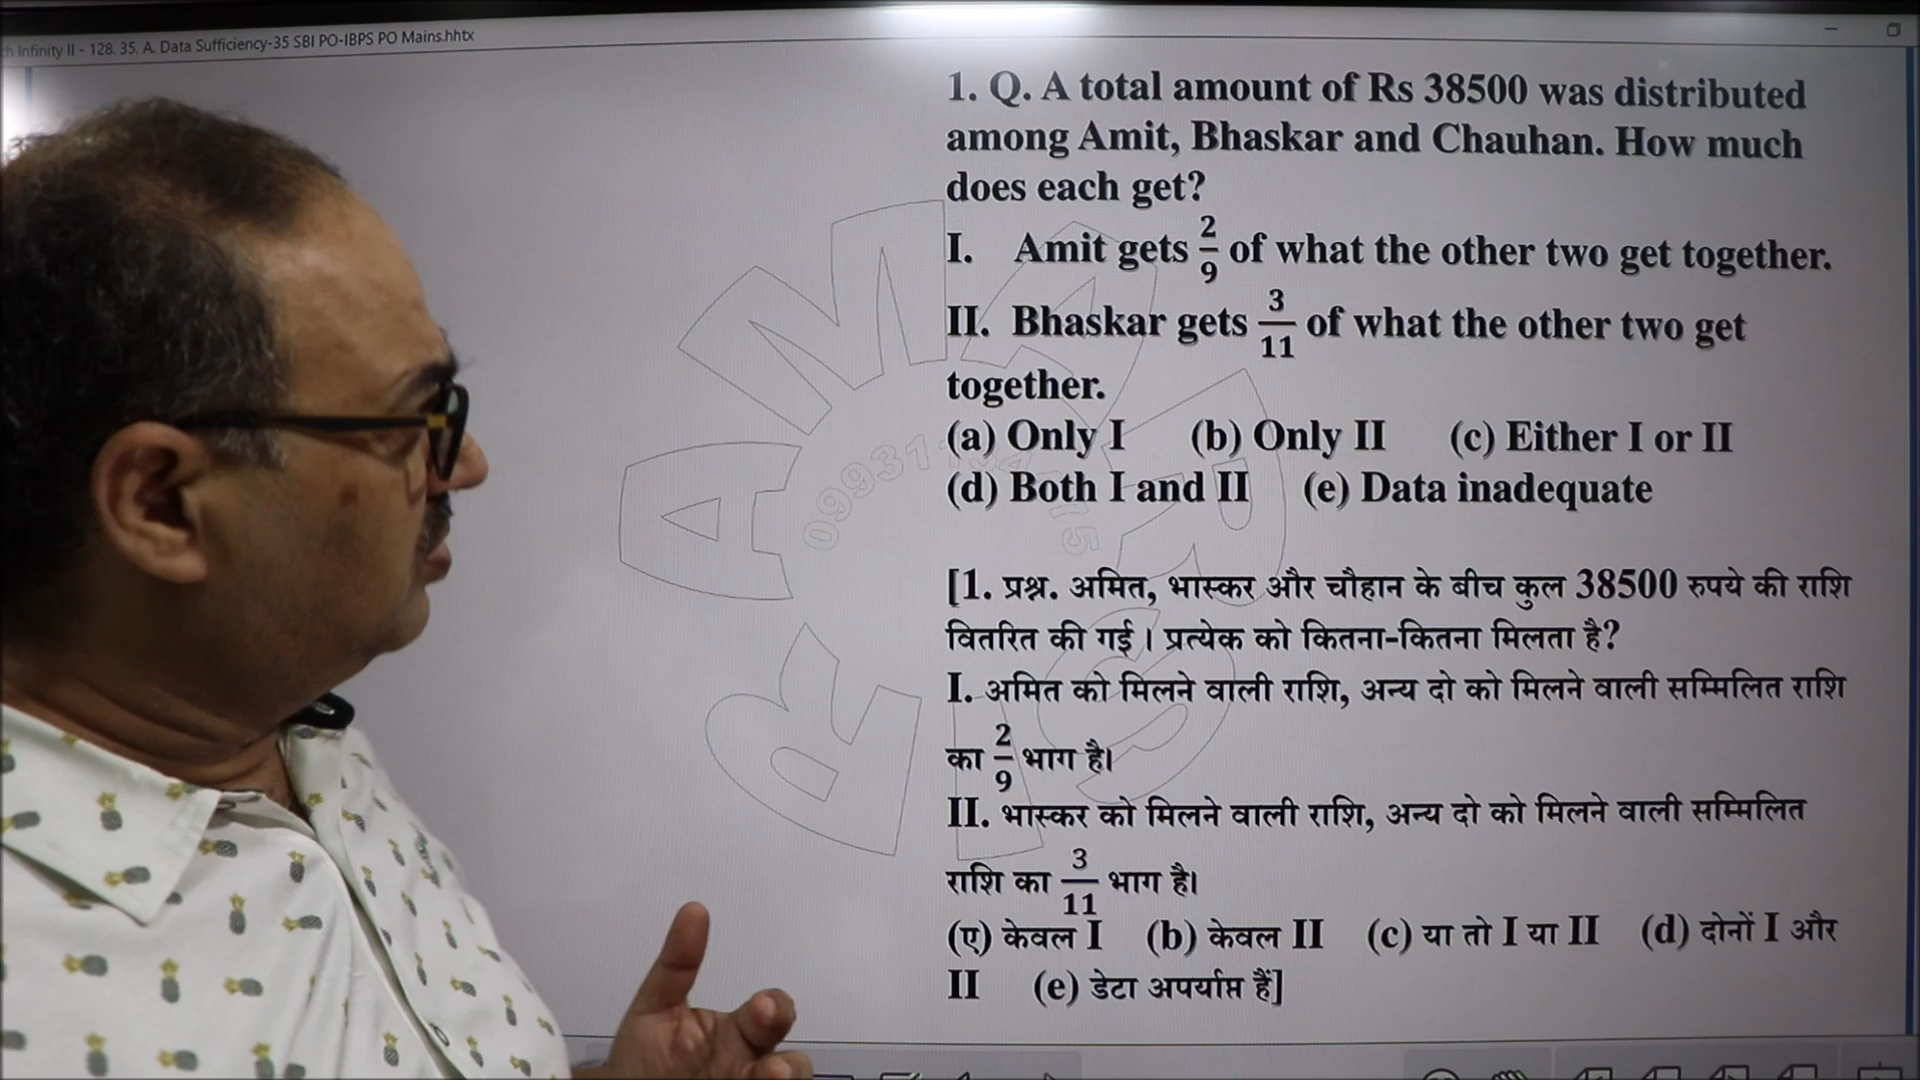 Infinity II - 128. 35. A. Data Sufficiency-35 SBI PO-IBPS PO Mains.hhtx
1. Q. A total amount of Rs 38500 was distributed
among Amit, Bhaskar and Chauhan. How much
does each get?
I. Amit gets 2/9 of what the other two get together.
II. Bhaskar gets 3/11 of what the other two get
together.
(a) Only I (b) Only II (c) Either I or II
(d) Both I and II (e) Data inadequate
[1. प्रश्न. अमित, भास्कर और चौहान के बीच कुल 38500 रुपये की राशि
वितरित की गई। प्रत्येक को कितना-कितना मिलता है?
I. अमित को मिलने वाली राशि, अन्य दो को मिलने वाली सम्मिलित राशि
का 2/9 भाग है।
II. भास्कर को मिलने वाली राशि, अन्य दो को मिलने वाली सम्मिलित
राशि का 3/11 भाग है।
(ए) केवल I (b) केवल II (c) या तो I या II (d) दोनों I और
II (e) डेटा अपर्याप्त हैं]